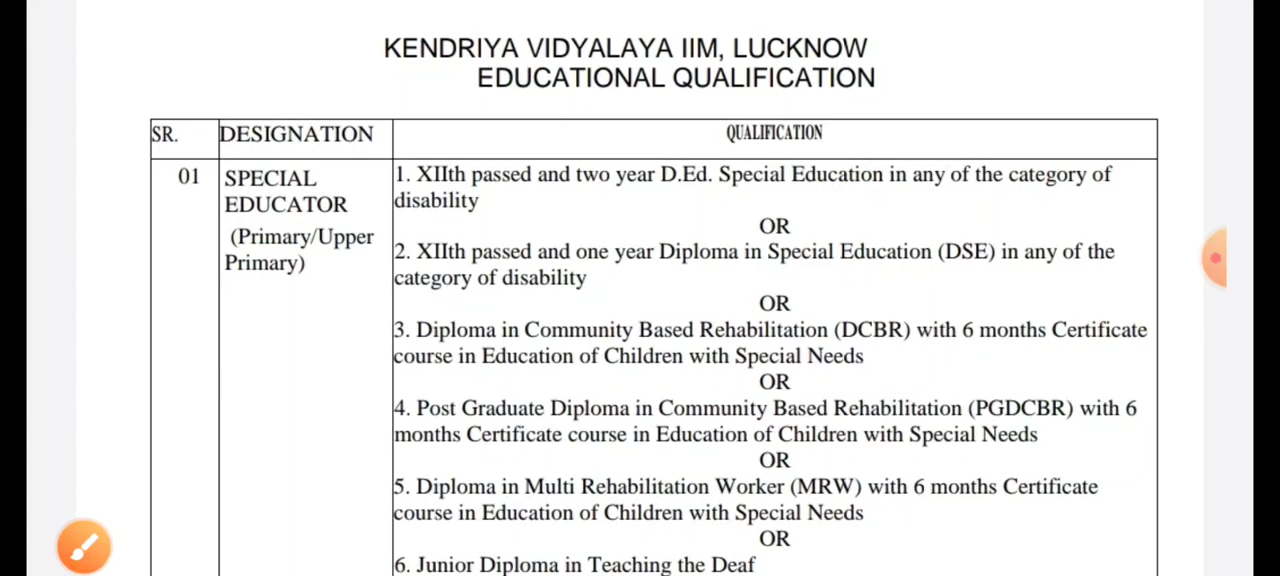 KENDRIYA VIDYALAYA IIM, LUCKNOW
EDUCATIONAL QUALIFICATION
SR. DESIGNATION QUALIFICATION
01 SPECIAL EDUCATOR (Primary/Upper Primary)
1. XIIth passed and two year D.Ed. Special Education in any of the category of
disability
OR
2. XIIth passed and one year Diploma in Special Education (DSE) in any of the
category of disability
OR
3. Diploma in Community Based Rehabilitation (DCBR) with 6 months Certificate
course in Education of Children with Special Needs
OR
4. Post Graduate Diploma in Community Based Rehabilitation (PGDCBR) with 6
months Certificate course in Education of Children with Special Needs
OR
5. Diploma in Multi Rehabilitation Worker (MRW) with 6 months Certificate
course in Education of Children with Special Needs
OR
6. Junior Diploma in Teaching the Deaf